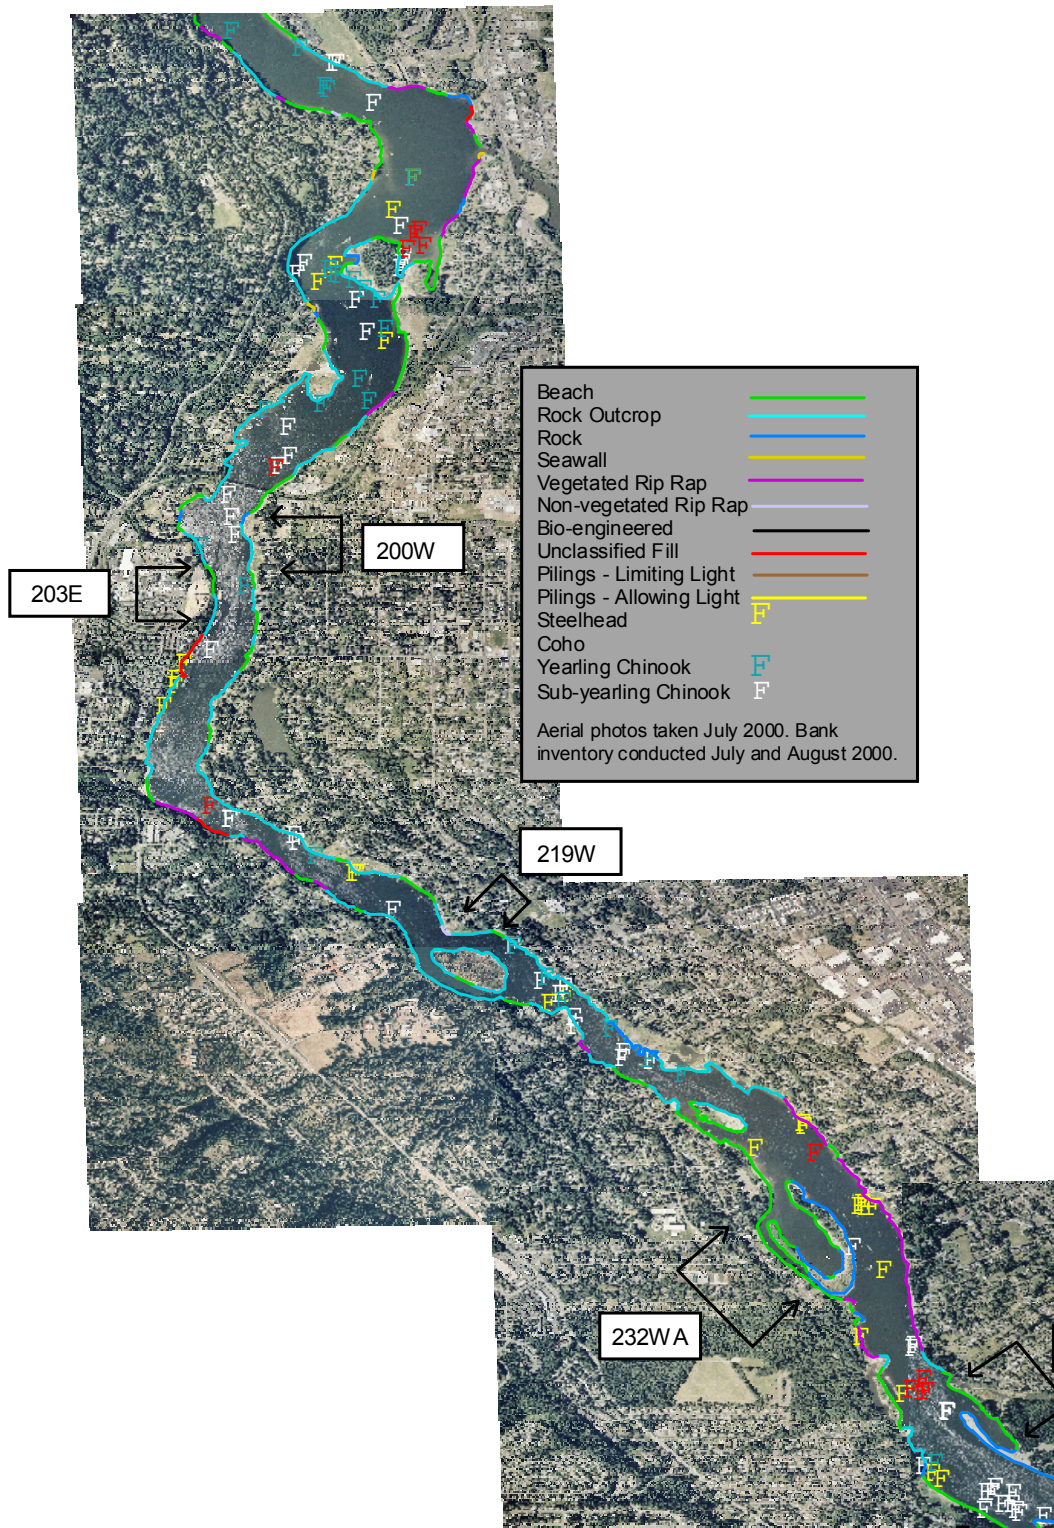 Beach
Rock Outcrop
Rock
Seawall
Vegetated Rip Rap
Non-vegetated Rip Rap
Bio-engineered
Unclassified Fill
Pilings - Limiting Light
Pilings - Allowing Light
Steelhead F
Coho
Yearling Chinook F
Sub-yearling Chinook F
Aerial photos taken July 2000. Bank
inventory conducted July and August 2000.
200W
203E
219W
232WA